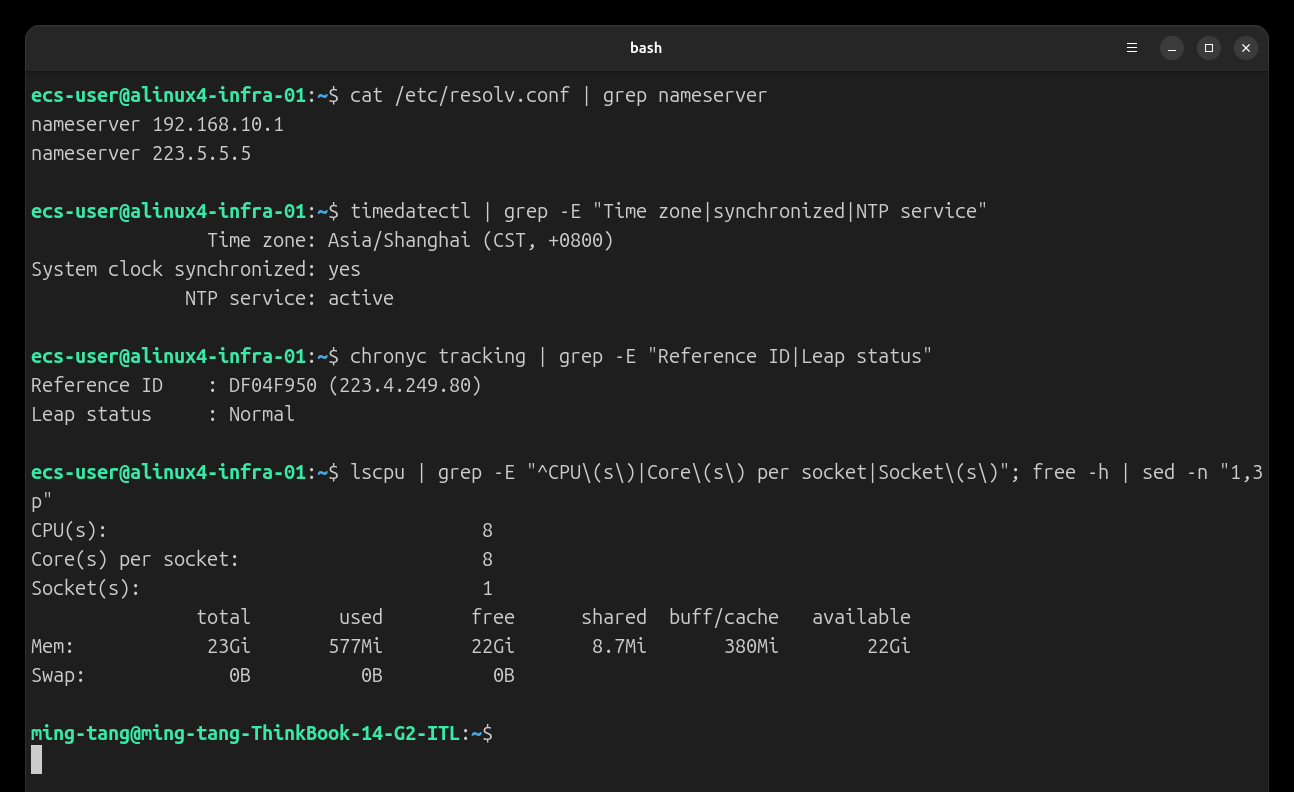 bash
ecs-user@alinux4-infra-01:~$ cat /etc/resolv.conf | grep nameserver
nameserver 192.168.10.1
nameserver 223.5.5.5
ecs-user@alinux4-infra-01:~$ timedatectl | grep -E "Time zone|synchronized|NTP service"
Time zone: Asia/Shanghai (CST, +0800)
System clock synchronized: yes
NTP service: active
ecs-user@alinux4-infra-01:~$ chronyc tracking | grep -E "Reference ID|Leap status"
Reference ID    : DF04F950 (223.4.249.80)
Leap status     : Normal
ecs-user@alinux4-infra-01:~$ lscpu | grep -E "^CPU\(s\)|Core\(s\) per socket|Socket\(s\)"; free -h | sed -n "1,3
p"
CPU(s):                                  8
Core(s) per socket:                      8
Socket(s):                               1
               total        used        free      shared  buff/cache   available
Mem:            23Gi       577Mi        22Gi       8.7Mi       380Mi        22Gi
Swap:             0B          0B          0B
ming-tang@ming-tang-ThinkBook-14-G2-ITL:~$